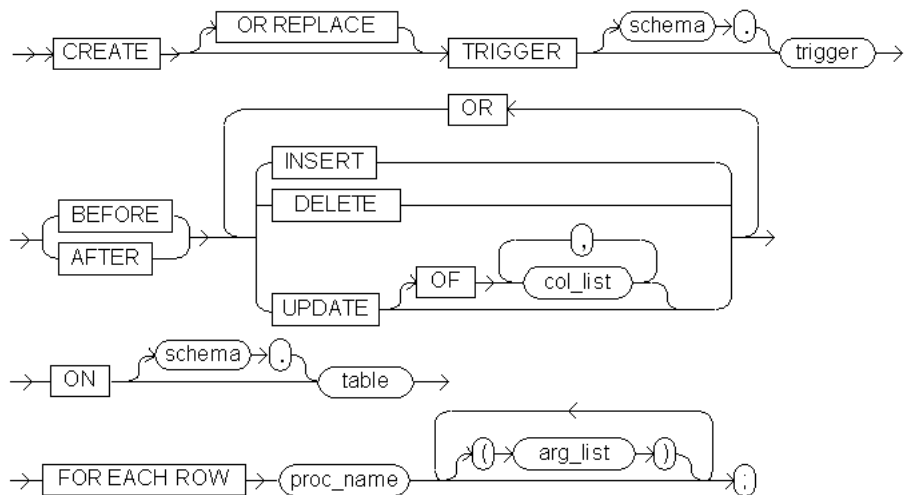 OR REPLACE schema .
CREATE TRIGGER trigger
OR
INSERT
BEFORE DELETE ,
AFTER OF col_list
UPDATE
schema .
ON table
( arg_list )
FOR EACH ROW proc_name ;